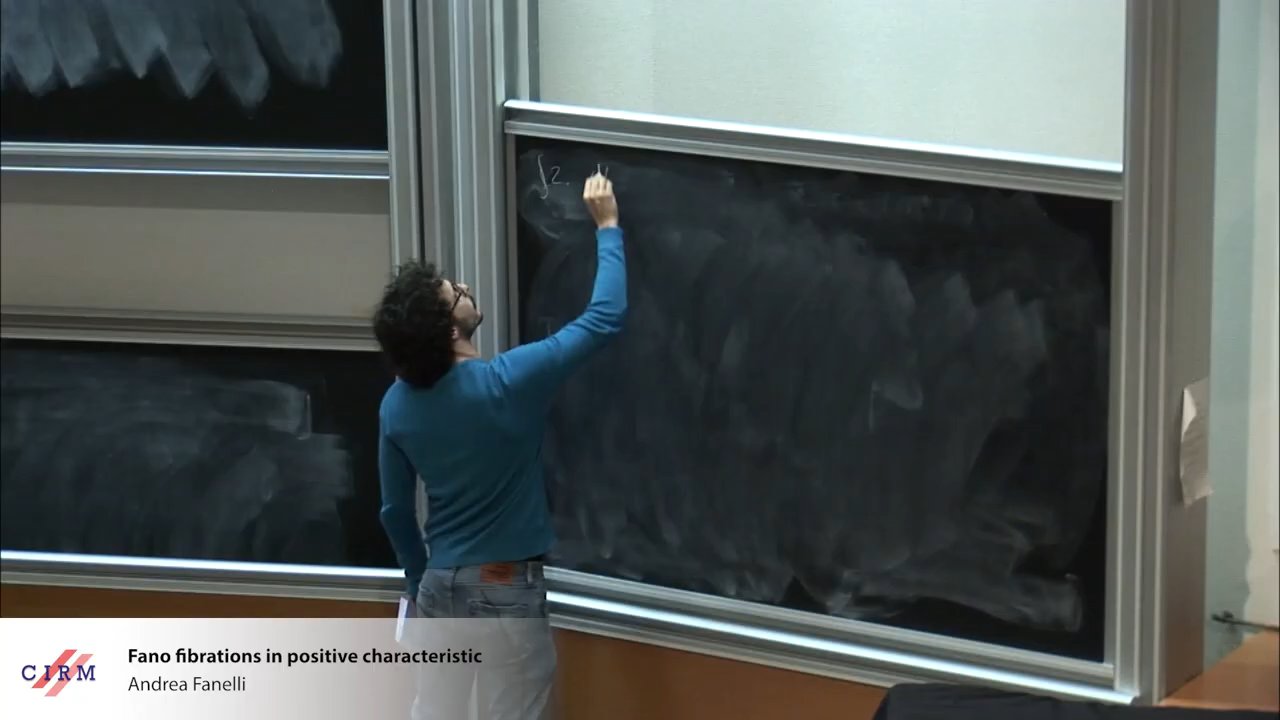 §2.
CIRM
Fano fibrations in positive characteristic
Andrea Fanelli